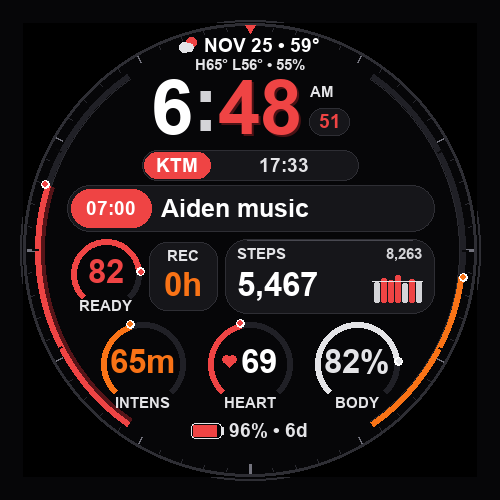 NOV 25 • 59°
H65° L56° • 55%
6:48 AM
51
KTM 17:33
07:00 Aiden music
82
READY
REC
0h
STEPS 8,263
5,467
65m
INTENS
69
HEART
82%
BODY
96% • 6d